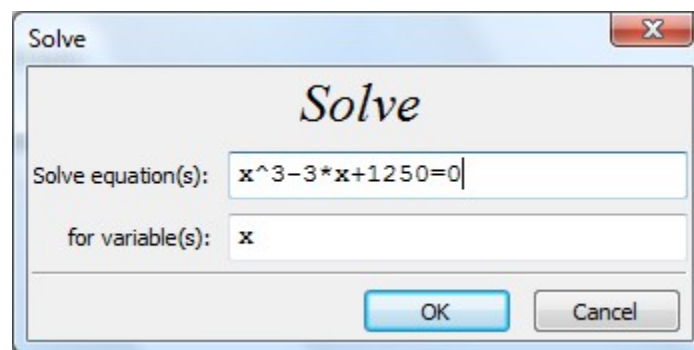 Solve
Solve
Solve equation(s): x^3-3*x+1250=0
for variable(s): x
OK Cancel